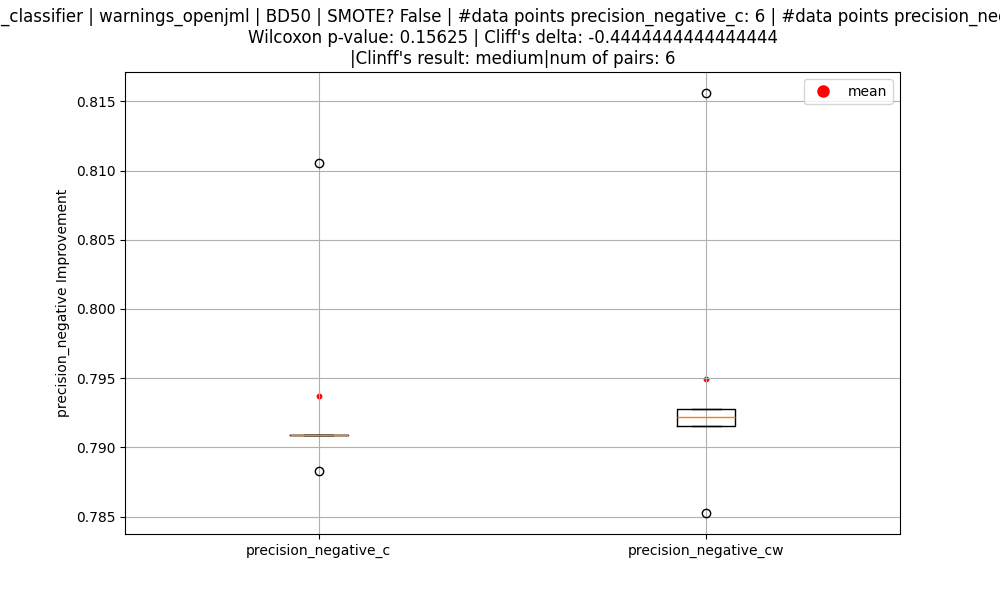 _classifier | warnings_openjml | BD50 | SMOTE? False | #data points precision_negative_c: 6 | #data points
Wilcoxon p-value: 0.15625 | Cliff's delta: -0.4444444444444444
|Clinff's result: medium|num of pairs: 6
mean
0.815
0.810
0.805
0.800
0.795
0.790
0.785
precision_negative Improvement
precision_negative_c
precision_negative_cw